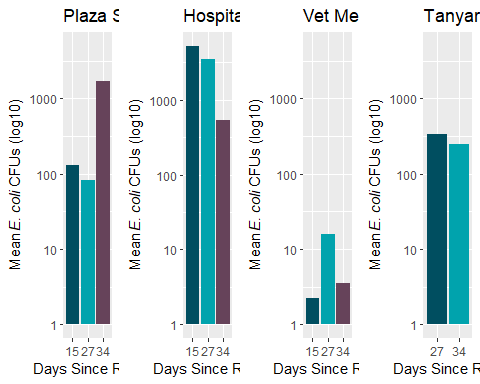 Plaza S
Mean E. coli CFUs (log10)
1000
100
10
1
15 27 34
Days Since R
Hospita
Mean E. coli CFUs (log10)
1000
100
10
1
15 27 34
Days Since R
Vet Me
Mean E. coli CFUs (log10)
1000
100
10
1
15 27 34
Days Since R
Tanyar
Mean E. coli CFUs (log10)
1000
100
10
1
27 34
Days Since R